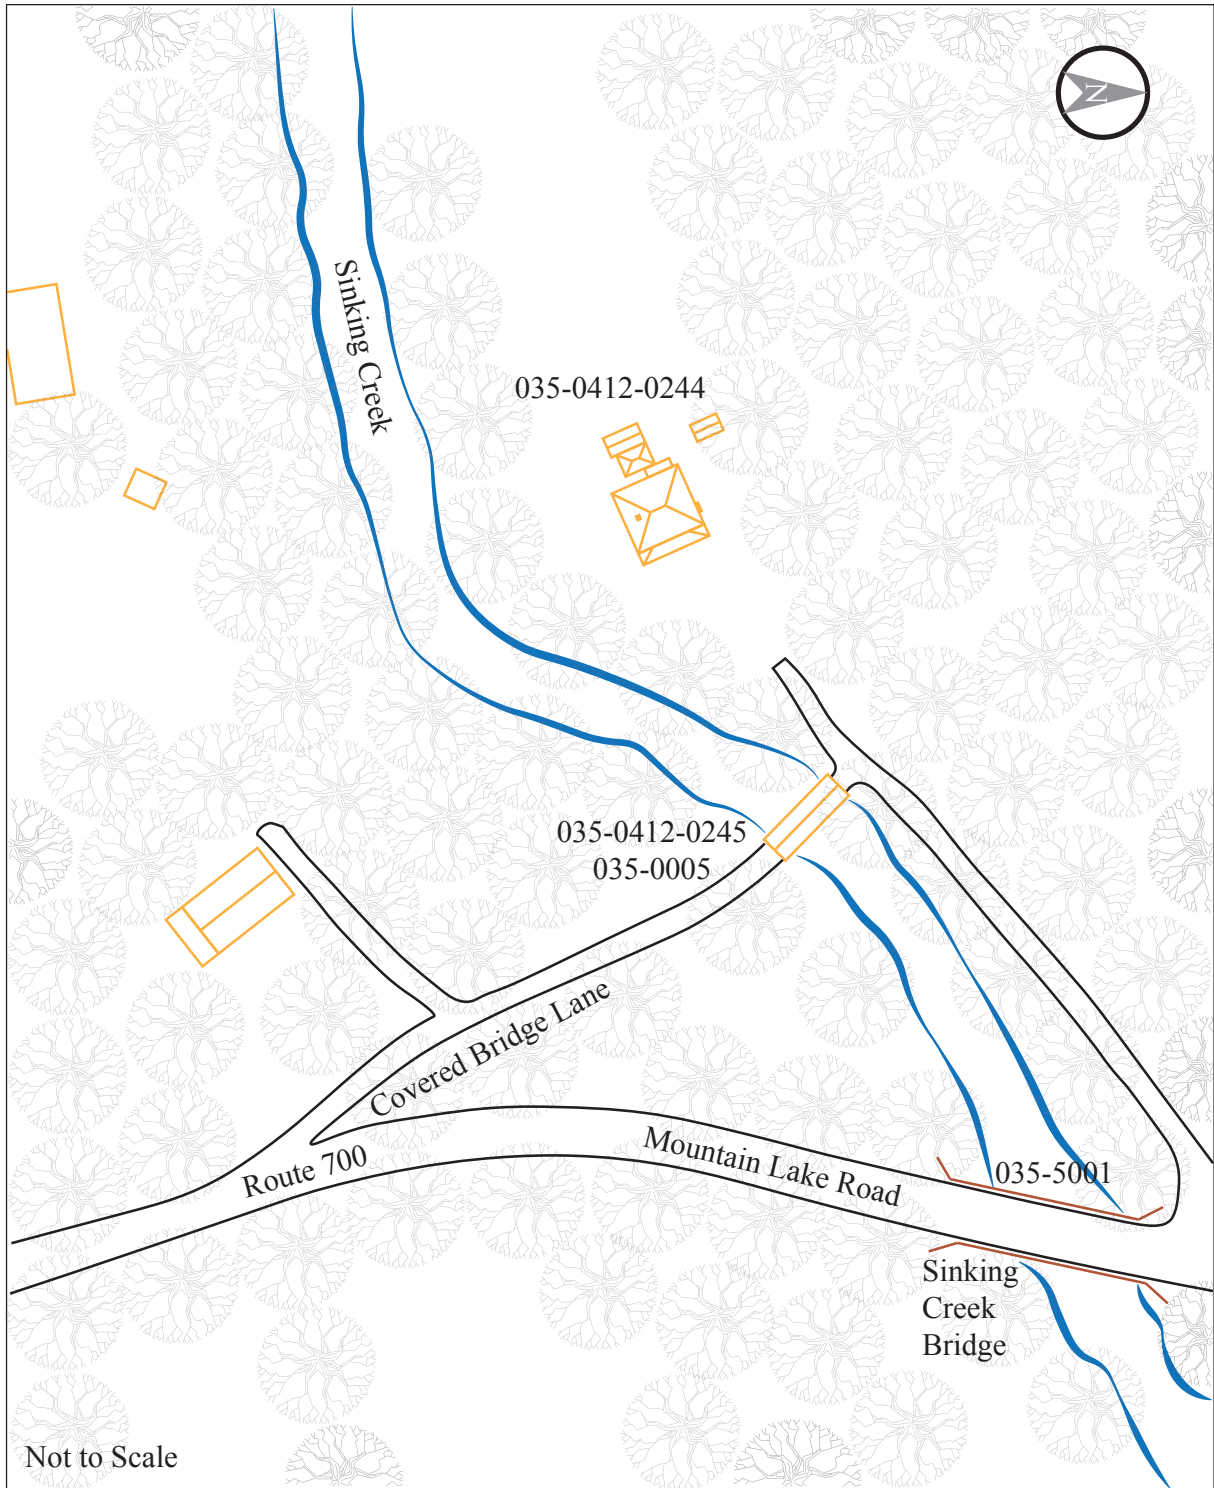 N
Sinking Creek
035-0412-0244
035-0412-0245
035-0005
Covered Bridge Lane
Mountain Lake Road
Route 700
035-5001
Sinking
Creek
Bridge
Not to Scale